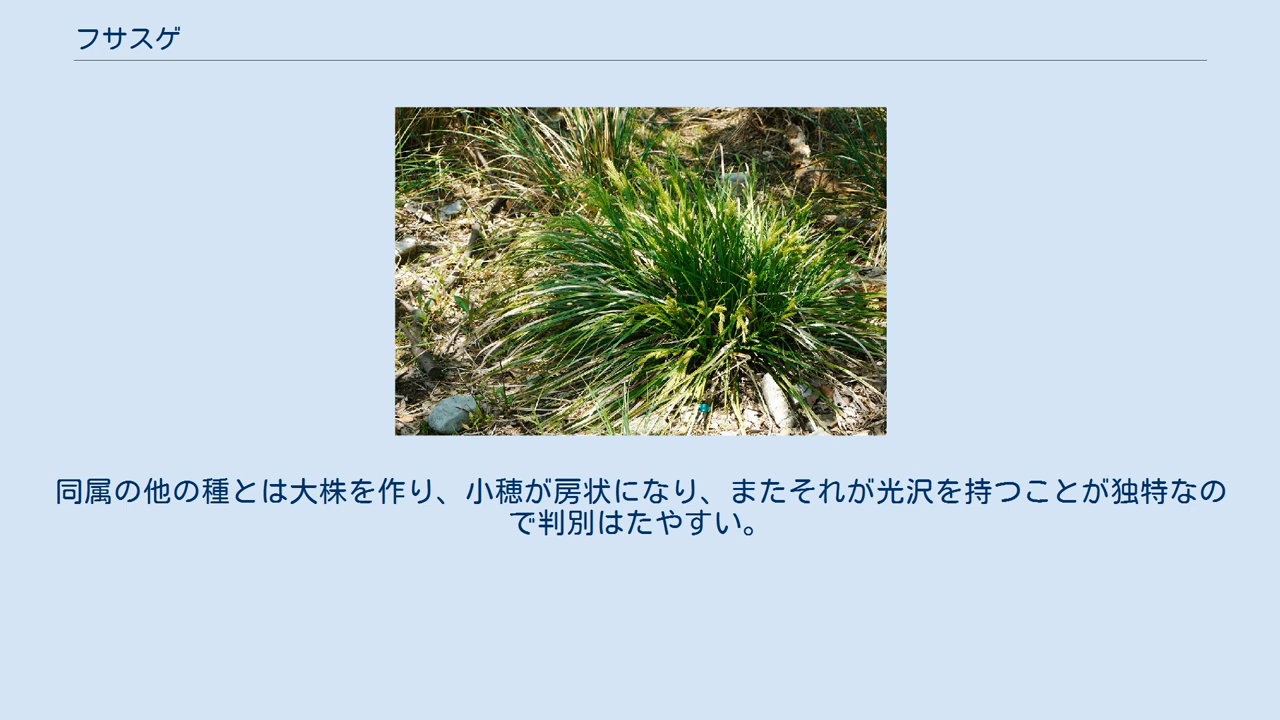 フサスゲ
同属の他の種とは大株を作り、小穂が房状になり、またそれが光沢を持つことが独特なの
で判別はたやすい。